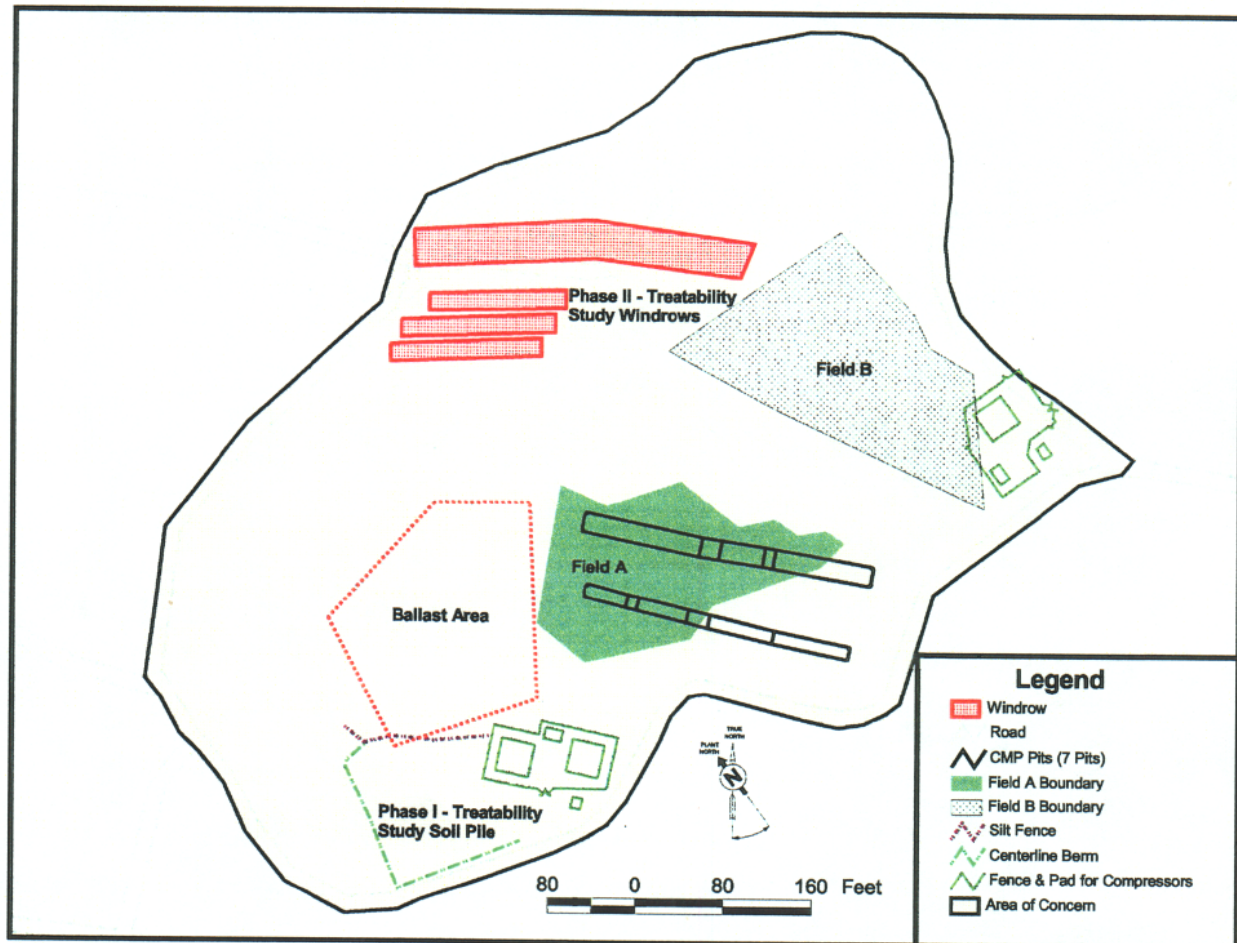 Phase II - Treatability
Study Windrows
Field B
Field A
Ballast Area
Phase I - Treatability
Study Soil Pile
TRUE
NORTH
PLANT
NORTH
N
80 0 80 160 Feet
Legend
Windrow
Road
CMP Pits (7 Pits)
Field A Boundary
Field B Boundary
Silt Fence
Centerline Berm
Fence & Pad for Compressors
Area of Concern